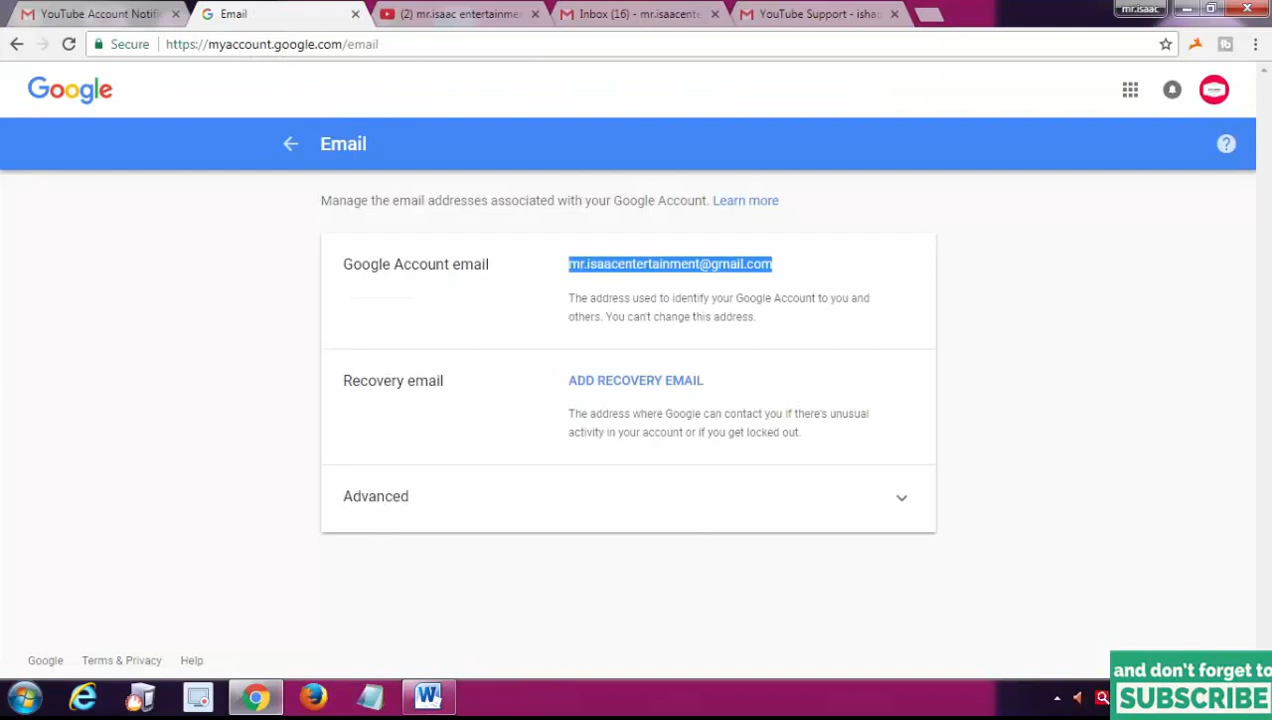 YouTube Account Notifi
Email
(2) mr.isaac entertainme
Inbox (16) - mr.isaacente
YouTube Support - isha
mr.isaac
Secure
https://myaccount.google.com/email
Google
Email
Manage the email addresses associated with your Google Account. Learn more
Google Account email
mr.isaacentertainment@gmail.com
The address used to identify your Google Account to you and
others. You can't change this address.
Recovery email
ADD RECOVERY EMAIL
The address where Google can contact you if there's unusual
activity in your account or if you get locked out.
Advanced
Google Terms & Privacy Help
and don't forget to
SUBSCRIBE